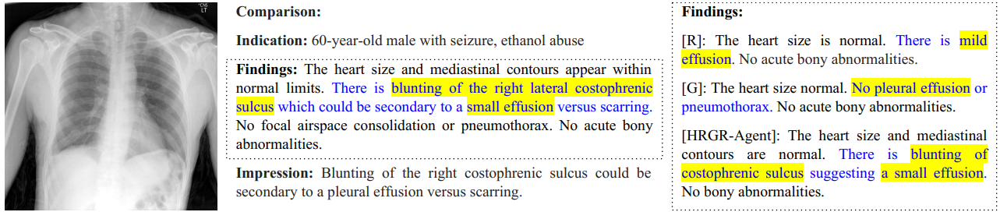 °CNS
LT
Comparison:
Indication: 60-year-old male with seizure, ethanol abuse
Findings: The heart size and mediastinal contours appear within
normal limits. There is blunting of the right lateral costophrenic
sulcus which could be secondary to a small effusion versus scarring.
No focal airspace consolidation or pneumothorax. No acute bony
abnormalities.
Impression: Blunting of the right costophrenic sulcus could be
secondary to a pleural effusion versus scarring.
Findings:
[R]: The heart size is normal. There is mild
effusion. No acute bony abnormalities.
[G]: The heart size normal. No pleural effusion or
pneumothorax. No acute bony abnormalities.
[HRGR-Agent]: The heart size and mediastinal
contours are normal. There is blunting of
costophrenic sulcus suggesting a small effusion.
No bony abnormalities.